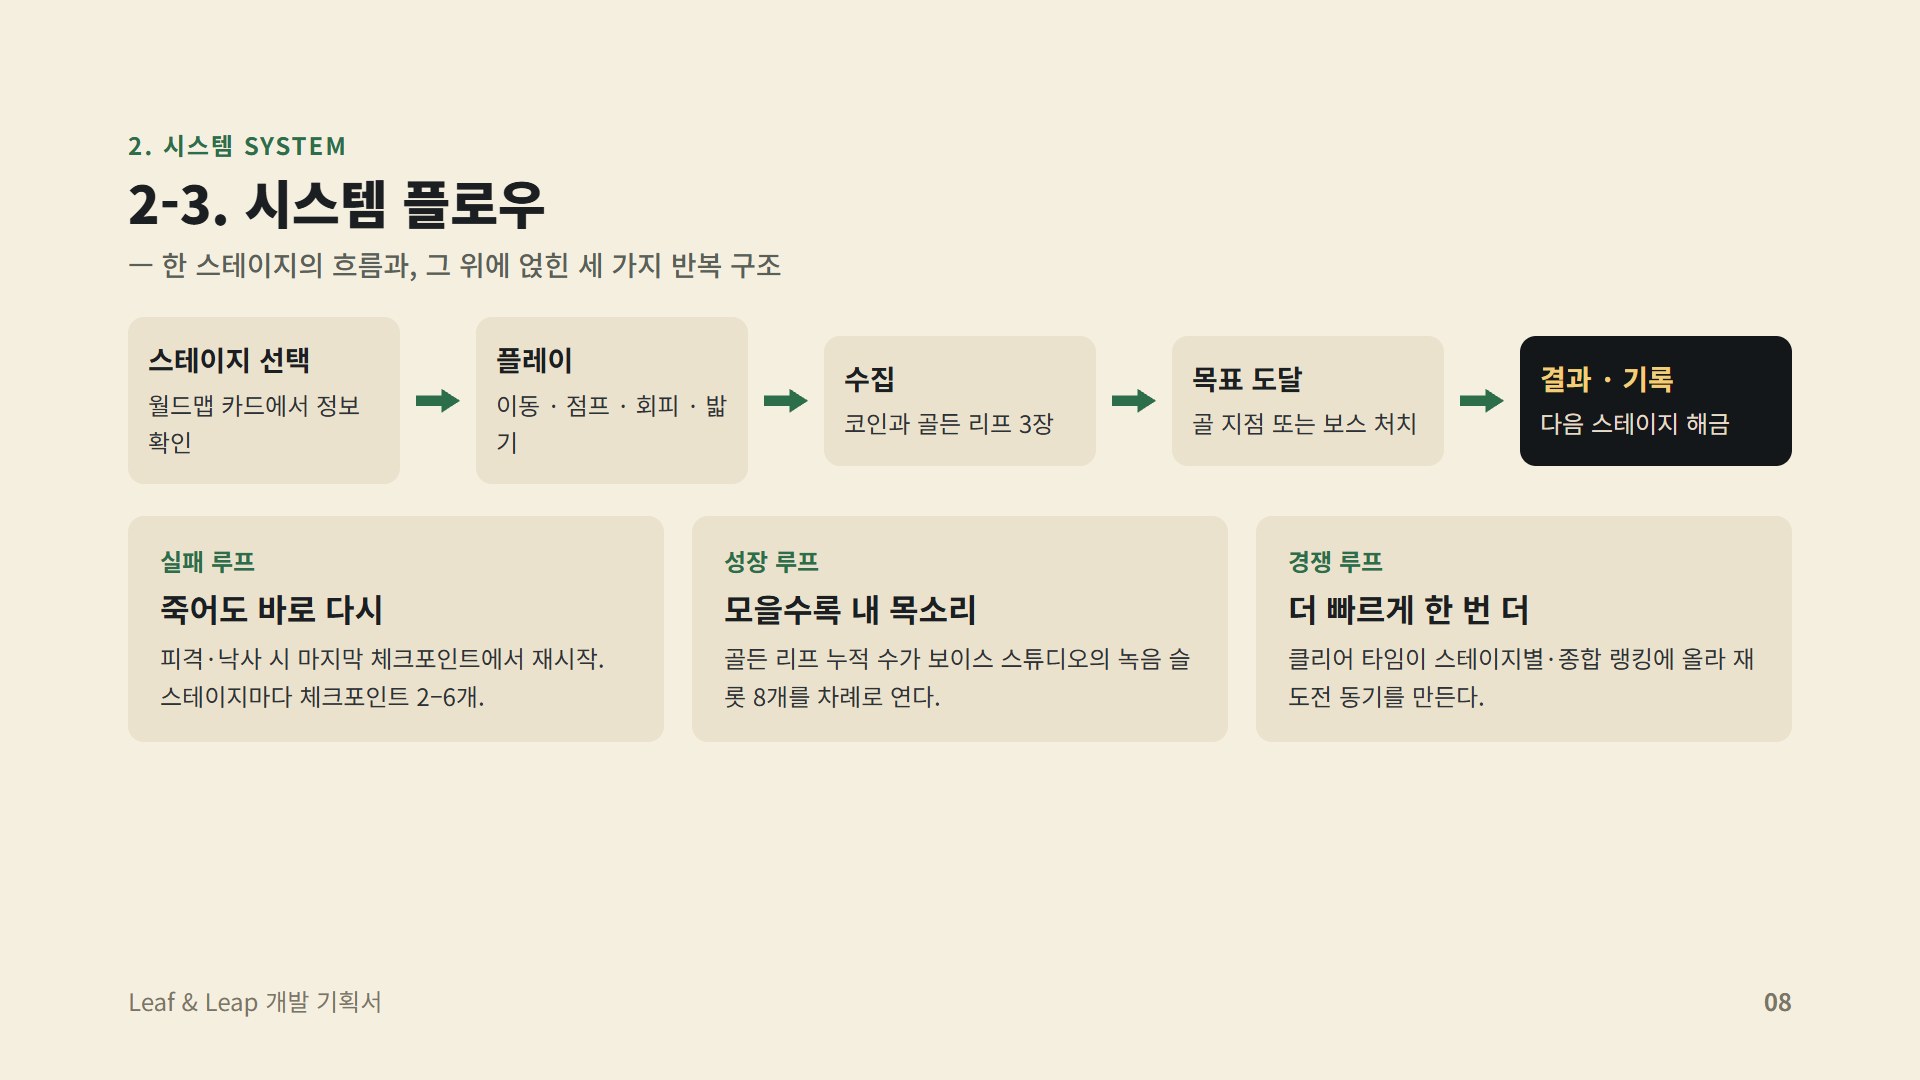 2. 시스템 SYSTEM
2-3. 시스템 플로우
— 한 스테이지의 흐름과, 그 위에 얹힌 세 가지 반복 구조
스테이지 선택
월드맵 카드에서 정보
확인
플레이
이동 · 점프 · 회피 · 밟
기
수집
코인과 골든 리프 3장
목표 도달
골 지점 또는 보스 처치
결과 · 기록
다음 스테이지 해금
실패 루프
죽어도 바로 다시
피격·낙사 시 마지막 체크포인트에서 재시작.
스테이지마다 체크포인트 2–6개.
성장 루프
모을수록 내 목소리
골든 리프 누적 수가 보이스 스튜디오의 녹음 슬
롯 8개를 차례로 연다.
경쟁 루프
더 빠르게 한 번 더
클리어 타임이 스테이지별·종합 랭킹에 올라 재
도전 동기를 만든다.
Leaf & Leap 개발 기획서
08